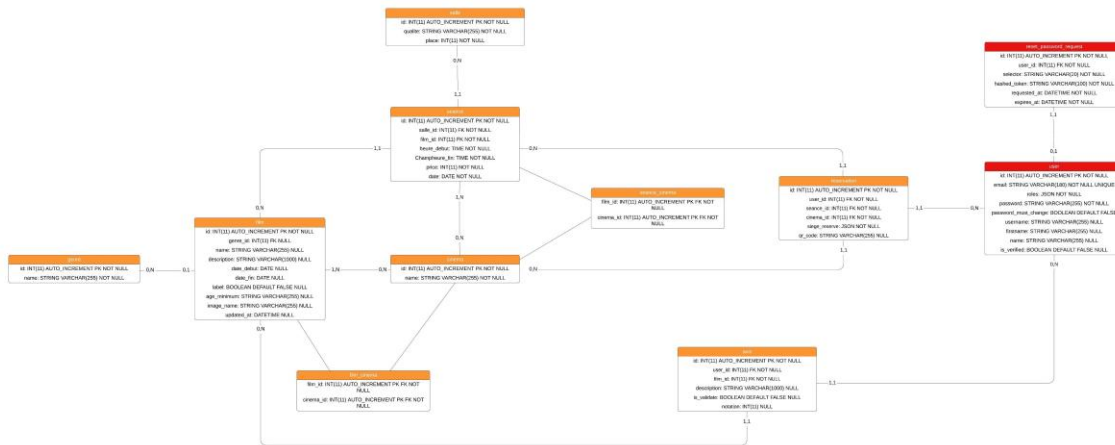 salle
id: INT(11) AUTO_INCREMENT PK NOT NULL
qualite: STRING VARCHAR(255) NOT NULL
place: INT(11) NOT NULL
0,N
1,1
seance
id: INT(11) AUTO_INCREMENT PK NOT NULL
salle_id: INT(11) FK NOT NULL
film_id: INT(11) FK NOT NULL
heure_debut: TIME NOT NULL
Champheure_fin: TIME NOT NULL
price: INT(11) NOT NULL
date: DATE NOT NULL
1,1
0,N
1,N
0,N
reset_password_request
id: INT(11) AUTO_INCREMENT PK NOT NULL
user_id: INT(11) FK NOT NULL
selector: STRING VARCHAR(20) NOT NULL
hashed_token: STRING VARCHAR(100) NOT NULL
requested_at: DATETIME NOT NULL
expires_at: DATETIME NOT NULL
1,1
0,1
user
id: INT(11) AUTO_INCREMENT PK NOT NULL
email: STRING VARCHAR(180) NOT NULL UNIQUE
roles: JSON NOT NULL
password: STRING VARCHAR(255) NOT NULL
password_must_change: BOOLEAN DEFAULT FALSE
username: STRING VARCHAR(255)
firstname: STRING VARCHAR(255)
name: STRING VARCHAR(255)
is_verified: BOOLEAN DEFAULT FALSE NULL
0,N
0,N
reservation
id: INT(11) AUTO_INCREMENT PK NOT NULL
user_id: INT(11) FK NOT NULL
seance_id: INT(11) FK NOT NULL
cinema_id: INT(11) FK NOT NULL
siege_reserve: JSON NOT NULL
qr_code: STRING VARCHAR(255) NULL
1,1
1,1
1,1
seance_cinema
film_id: INT(11) AUTO_INCREMENT PK FK NOT
NULL
cinema_id: INT(11) AUTO_INCREMENT PK FK NOT
NULL
film
id: INT(11) AUTO_INCREMENT PK NOT NULL
genre_id: INT(11) FK NULL
name: STRING VARCHAR(255) NULL
description: STRING VARCHAR(1000) NULL
date_debut: DATE NULL
date_fin: DATE NULL
label: BOOLEAN DEFAULT FALSE NULL
age_minimum: STRING VARCHAR(255) NULL
image_name: STRING VARCHAR(255) NULL
updated_at: DATETIME NULL
0,N
0,1
1,N
0,N
genre
id: INT(11) AUTO_INCREMENT PK NOT NULL
name: STRING VARCHAR(255) NOT NULL
0,N
cinema
id: INT(11) AUTO_INCREMENT PK NOT NULL
name: STRING VARCHAR(255) NOT NULL
0,N
0,N
film_cinema
film_id: INT(11) AUTO_INCREMENT PK FK NOT
NULL
cinema_id: INT(11) AUTO_INCREMENT PK FK NOT
NULL
avis
id: INT(11) AUTO_INCREMENT PK NOT NULL
user_id: INT(11) FK NOT NULL
film_id: INT(11) FK NOT NULL
description: STRING VARCHAR(1000) NULL
is_validate: BOOLEAN DEFAULT FALSE NULL
notation: INT(11) NULL
1,1
1,1